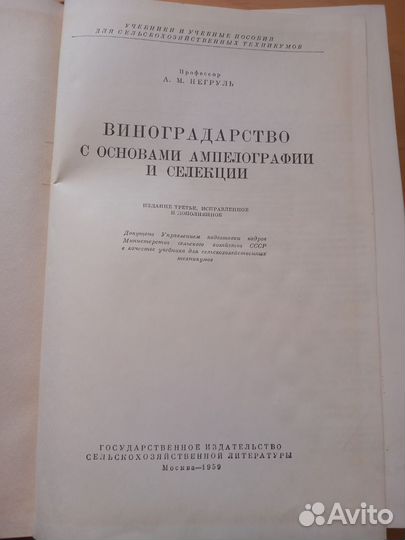 УЧЕБНИКИ И УЧЕБНЫЕ ПОСОБИЯ
ДЛЯ СЕЛЬСКОХОЗЯЙСТВЕННЫХ ТЕХНИКУМОВ
Профессор
А. М. НЕГРУЛЬ
ВИНОГРАДАРСТВО
С ОСНОВАМИ АМПЕЛОГРАФИИ
И СЕЛЕКЦИИ
ИЗДАНИЕ ТРЕТЬЕ, ИСПРАВЛЕННОЕ
И ДОПОЛНЕННОЕ
Допущено Управлением подготовки кадров
Министерства сельского хозяйства СССР
в качестве учебника для сельскохозяйственных
техникумов
ГОСУДАРСТВЕННОЕ ИЗДАТЕЛЬСТВО
СЕЛЬСКОХОЗЯЙСТВЕННОЙ ЛИТЕРАТУРЫ
Москва—1959
Avito